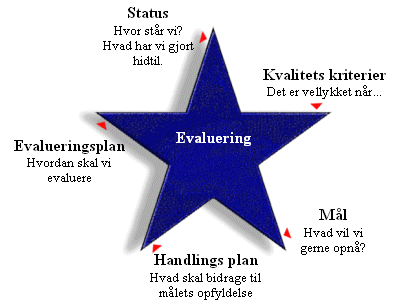 Status
Hvor står vi?
Hvad har vi gjort
hidtil.
Kvalitets kriterier
Det er vellykket når...
Evaluering
Evalueringsplan
Hvordan skal vi
evaluere
Mål
Hvad vil vi
gerne opnå?
Handlings plan
Hvad skal bidrage til
målets opfyldelse